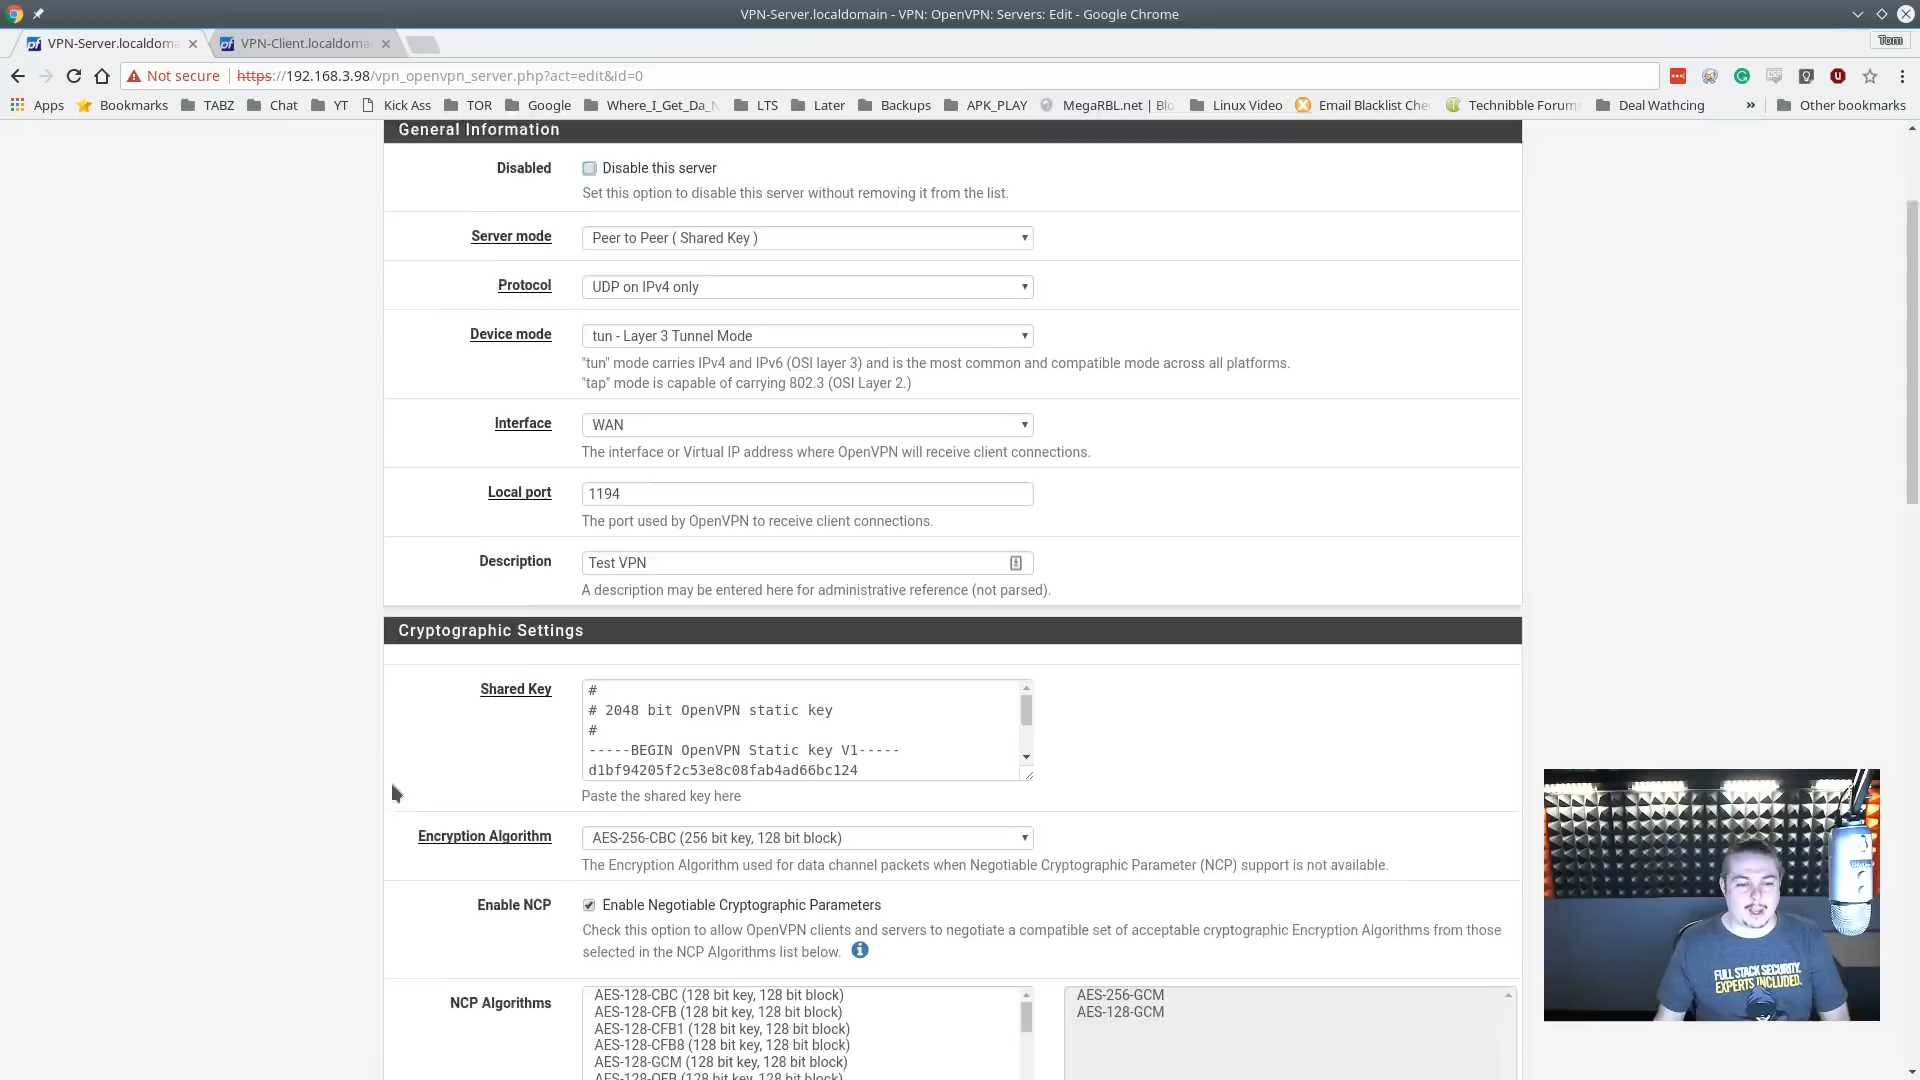 VPN-Server.localdomain - VPN: OpenVPN: Servers: Edit - Google Chrome
VPN-Server.localdoma
VPN-Client.localdoma
Tom
Not secure
https://192.168.3.98/vpn_openvpn_server.php?act=edit&id=0
Apps
Bookmarks
TABZ
Chat
YT
Kick Ass
TOR
Google
Where_I_Get_Da_
LTS
Later
Backups
APK_PLAY
MegaRBL.net | Blo
Linux Video
Email Blacklist Che
Technibble Forum
Deal Wathcing
»
Other bookmarks
General Information
Disabled
Disable this server
Set this option to disable this server without removing it from the list.
Server mode
Peer to Peer ( Shared Key )
Protocol
UDP on IPv4 only
Device mode
tun - Layer 3 Tunnel Mode
"tun" mode carries IPv4 and IPv6 (OSI layer 3) and is the most common and compatible mode across all platforms.
"tap" mode is capable of carrying 802.3 (OSI Layer 2.)
Interface
WAN
The interface or Virtual IP address where OpenVPN will receive client connections.
Local port
1194
The port used by OpenVPN to receive client connections.
Description
Test VPN
A description may be entered here for administrative reference (not parsed).
Cryptographic Settings
Shared Key
#
# 2048 bit OpenVPN static key
#
-----BEGIN OpenVPN Static key V1-----
d1bf94205f2c53e8c08fab4ad66bc124
Paste the shared key here
Encryption Algorithm
AES-256-CBC (256 bit key, 128 bit block)
The Encryption Algorithm used for data channel packets when Negotiable Cryptographic Parameter (NCP) support is not available.
Enable NCP
Enable Negotiable Cryptographic Parameters
Check this option to allow OpenVPN clients and servers to negotiate a compatible set of acceptable cryptographic Encryption Algorithms from those
selected in the NCP Algorithms list below.
NCP Algorithms
AES-128-CBC (128 bit key, 128 bit block)
AES-128-CFB (128 bit key, 128 bit block)
AES-128-CFB1 (128 bit key, 128 bit block)
AES-128-CFB8 (128 bit key, 128 bit block)
AES-128-GCM (128 bit key, 128 bit block)
AES-128-OFB (128 bit key, 128 bit block)
AES-256-GCM
AES-128-GCM
FULL STACK SECURITY.
EXPERTS INCLUDED.